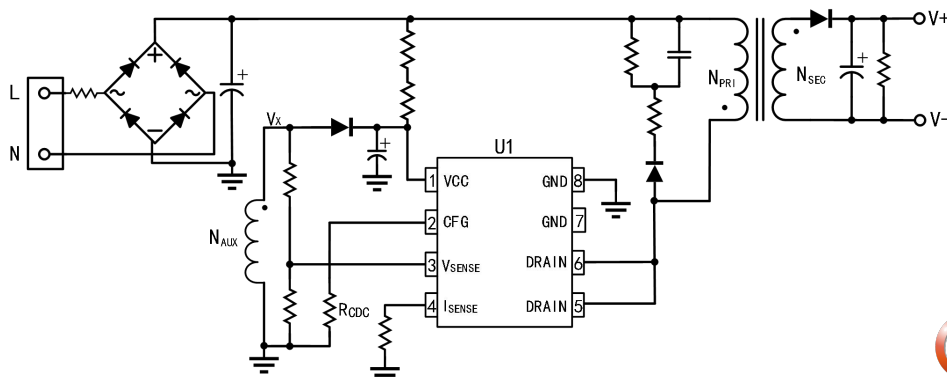 V+
L
N
+
−
~
~
+
VX
+
NAUX
RCDC
U1
1 VCC
2 CFG
3 VSENSE
4 ISENSE
GND 8
GND 7
DRAIN 6
DRAIN 5
NPRI
NSEC
+
V-